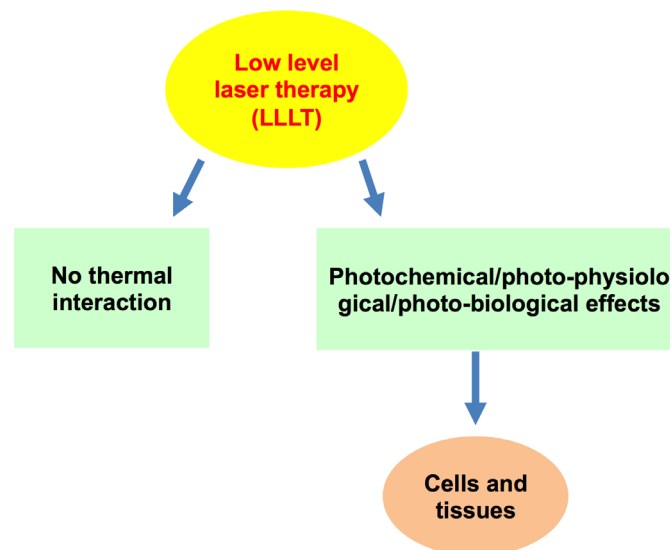 Low level
laser therapy
(LLLT)
No thermal
interaction
Photochemical/photo-physiolo
gical/photo-biological effects
Cells and
tissues